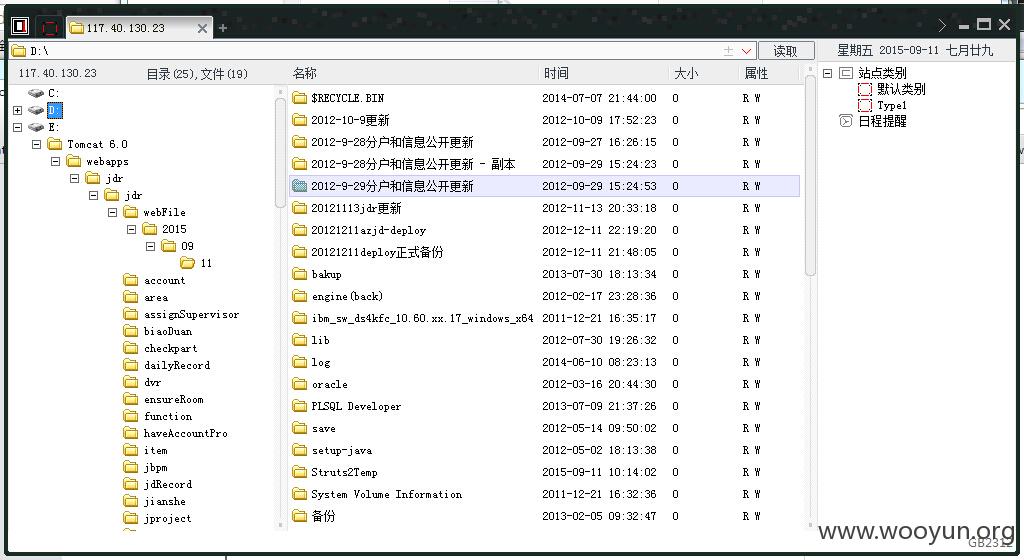 117.40.130.23
D:\
读取
星期五 2015-09-11 七月廿九
117.40.130.23 目录(25),文件(19)
名称 时间 大小 属性
C:
D:
E:
Tomcat 6.0
webapps
jdr
jdr
webFile
2015
09
11
account
area
assignSupervisor
biaoDuan
checkpart
dailyRecord
dvr
ensureRoom
function
haveAccountPro
item
jbpm
jdRecord
jianshe
jproject
$RECYCLE.BIN 2014-07-07 21:44:00 0 R W
2012-10-9更新 2012-10-09 17:52:23 0 R W
2012-9-28分户和信息公开更新 2012-09-27 16:26:15 0 R W
2012-9-28分户和信息公开更新 - 副本 2012-09-29 15:24:23 0 R W
2012-9-29分户和信息公开更新 2012-09-29 15:24:53 0 R W
20121113jdr更新 2012-11-13 20:33:18 0 R W
20121211azjd-deploy 2012-12-11 22:19:20 0 R W
20121211deploy正式备份 2012-12-11 21:48:05 0 R W
bakup 2013-07-30 18:13:34 0 R W
engine(back) 2012-02-17 23:28:36 0 R W
ibm_sw_ds4kfc_10.60.xx.17_windows_x64 2011-12-21 16:35:17 0 R W
lib 2012-07-30 19:26:32 0 R W
log 2014-06-10 08:23:13 0 R W
oracle 2012-03-16 20:44:30 0 R W
PLSQL Developer 2013-07-09 21:37:26 0 R W
save 2012-05-14 09:50:02 0 R W
setup-java 2012-05-02 18:13:38 0 R W
Struts2Temp 2015-09-11 10:14:02 0 R W
System Volume Information 2011-12-21 16:32:36 0 R W
备份 2013-02-05 09:32:47 0 R W
站点类别
默认类别
Type1
日程提醒
www.wooyun.org
GB2312